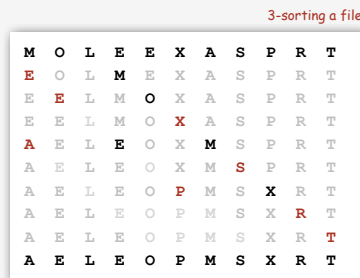 3-sorting a file
M O L E E X A S P R T
E O L M E X A S P R T
E E L M O X A S P R T
E E L M O X A S P R T
A E L E O X M S P R T
A E L E O X M S P R T
A E L E O P M S X R T
A E L E O P M S X R T
A E L E O P M S X R T
A E L E O P M S X R T